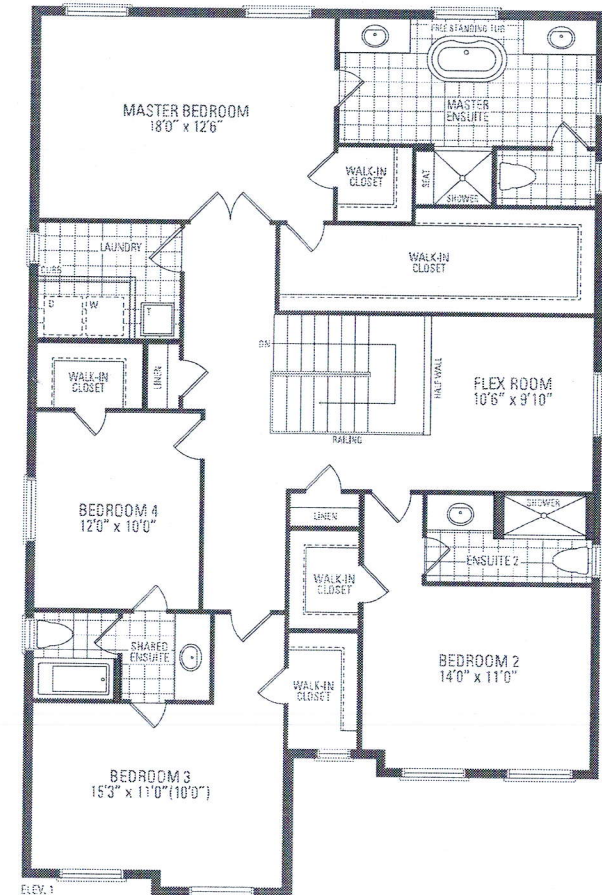 FREE STANDING TUB
MASTER BEDROOM
18'0" x 12'6"
MASTER
ENSUITE
WALK-IN
CLOSET
SEAT
SHOWER
LAUNDRY
WALK-IN
CLOSET
CURB
D
W
T
DN
WALK-IN
CLOSET
LINEN
HALF WALL
FLEX ROOM
10'6" x 9'10"
RAILING
BEDROOM 4
12'0" x 10'0"
LINEN
SHOWER
ENSUITE 2
WALK-IN
CLOSET
SHARED
ENSUITE
BEDROOM 2
14'0" x 11'0"
WALK-IN
CLOSET
BEDROOM 3
15'3" x 11'0"(10'0")
ELEV. 1